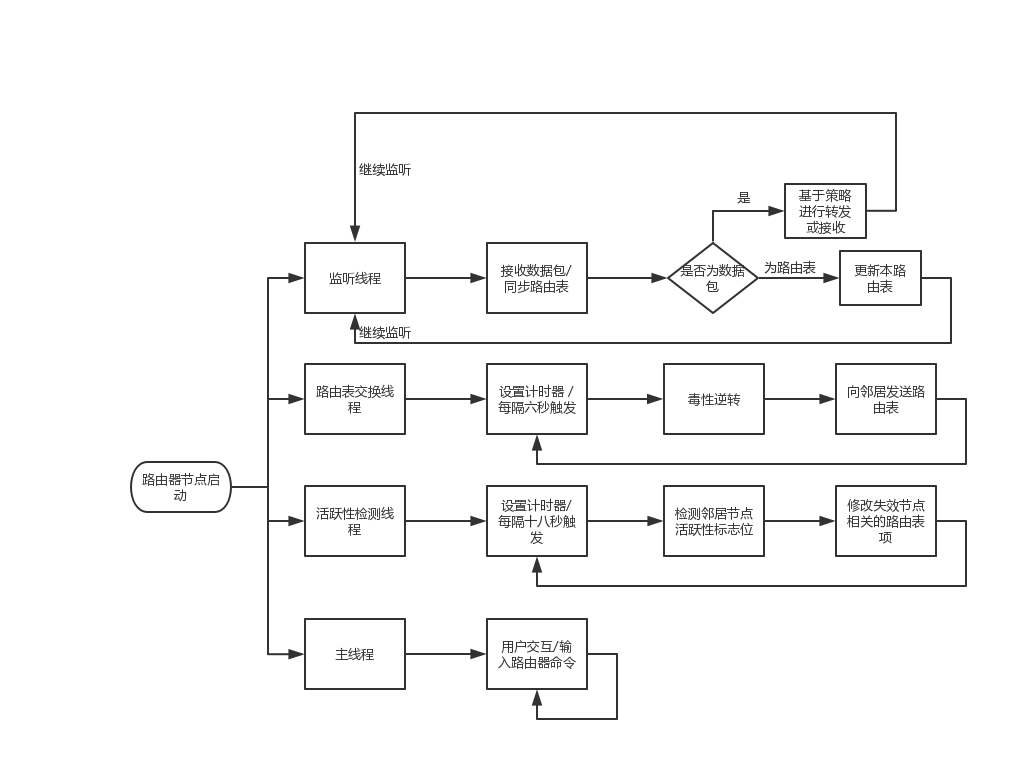 继续监听
是
基于策略
进行转发
或接收
监听线程
接收数据包/
同步路由表
是否为数据
包
为路由表
更新本路
由表
继续监听
路由表交换线
程
设置计时器 /
每隔六秒触发
毒性逆转
向邻居发送路
由表
路由器节点启
动
活跃性检测线
程
设置计时器/
每隔十八秒触
发
检测邻居节点
活跃性标志位
修改失效节点
相关的路由表
项
主线程
用户交互/输
入路由器命令